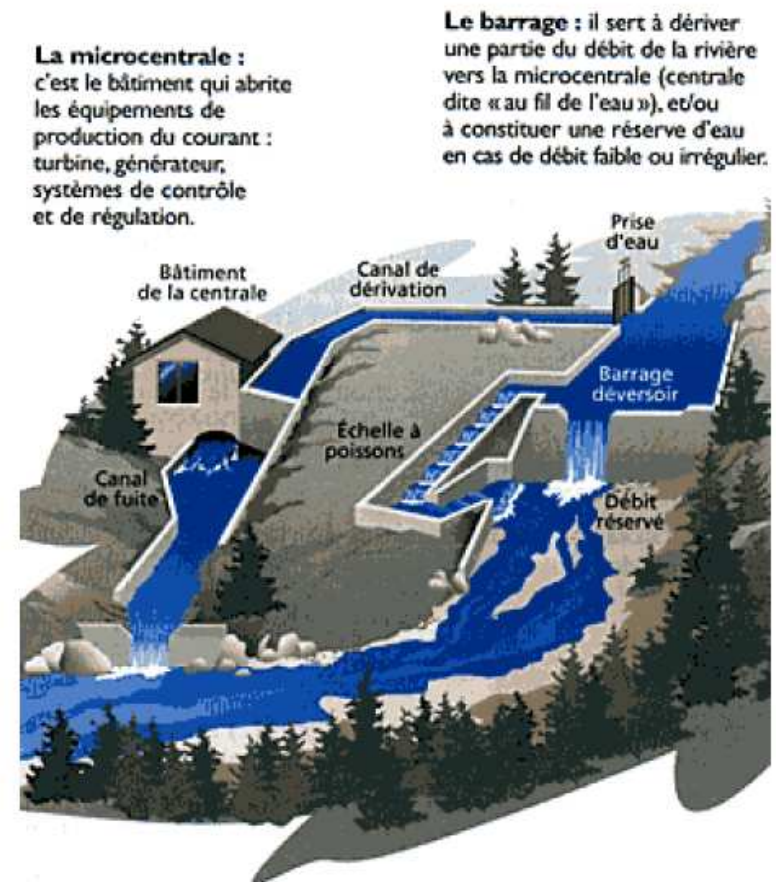 La microcentrale :
c'est le bâtiment qui abrite
les équipements de
production du courant :
turbine, générateur,
systèmes de contrôle
et de régulation.
Le barrage : il sert à dériver
une partie du débit de la rivière
vers la microcentrale (centrale
dite « au fil de l'eau »), et/ou
à constituer une réserve d'eau
en cas de débit faible ou irrégulier.
Prise
d'eau
Bâtiment
de la centrale
Canal de
dérivation
Barrage
déversoir
Échelle à
poissons
Canal
de fuite
Débit
réservé